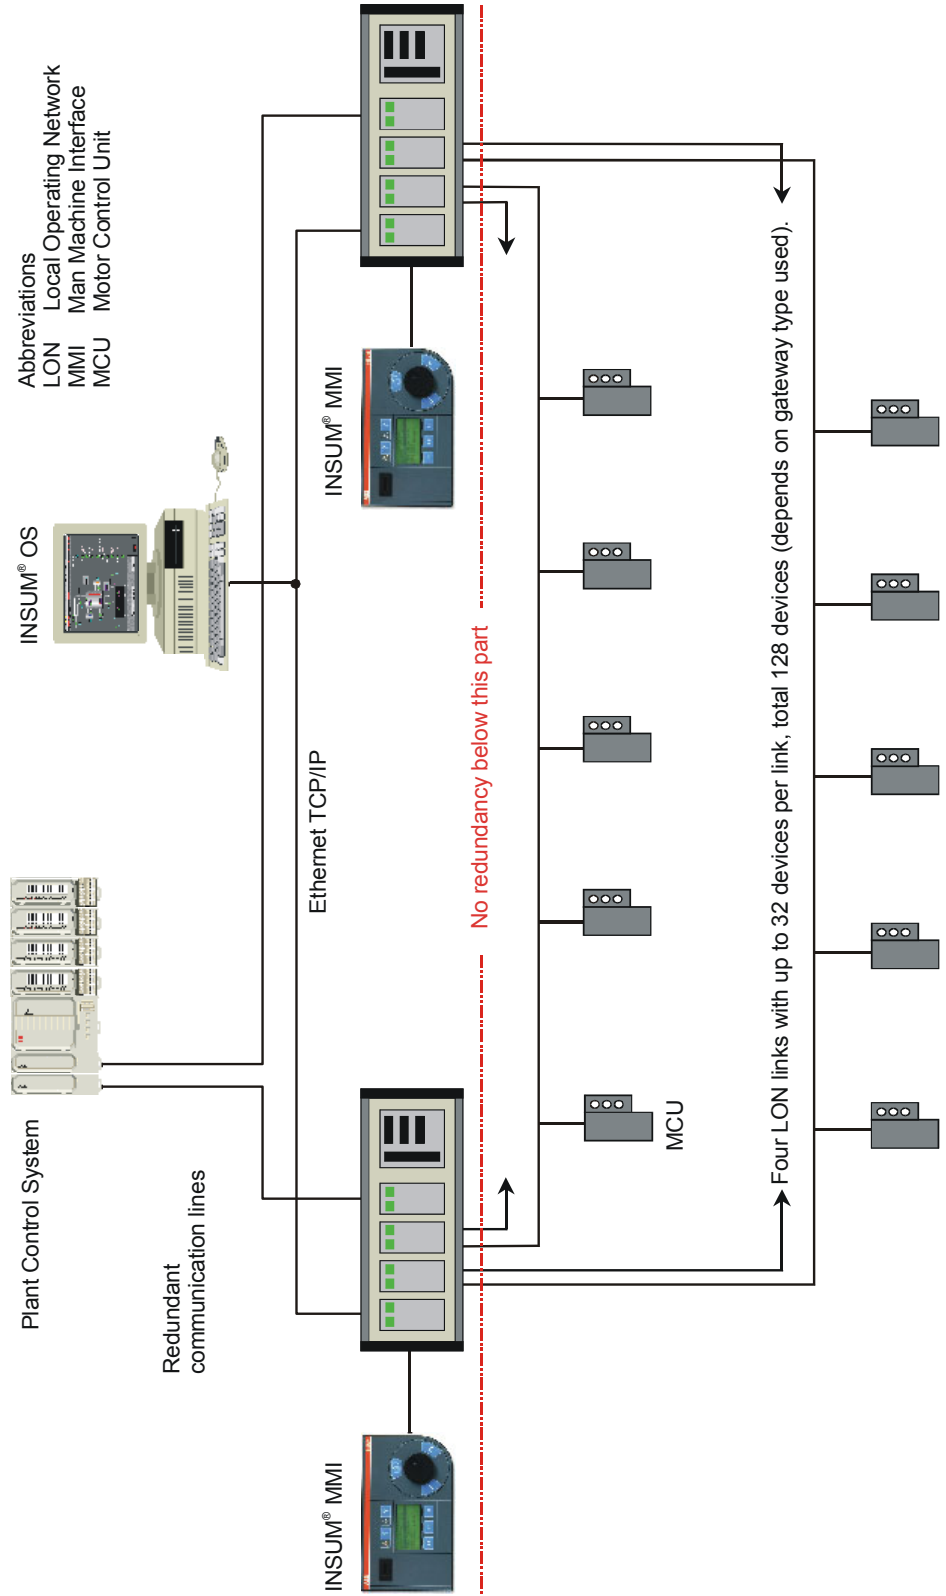 Plant Control System
INSUM® OS
Abbreviations
LON Local Operating Network
MMI Man Machine Interface
MCU Motor Control Unit
Redundant
communication lines
Ethernet TCP/IP
INSUM® MMI
INSUM® MMI
No redundancy below this part
MCU
Four LON links with up to 32 devices per link, total 128 devices (depends on gateway type used).